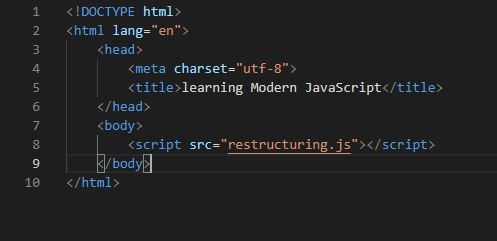 1 <!DOCTYPE html>
2 <html lang="en">
3 <head>
4 <meta charset="utf-8">
5 <title>learning Modern JavaScript</title>
6 </head>
7 <body>
8 <script src="restructuring.js"></script>
9 </body>
10 </html>